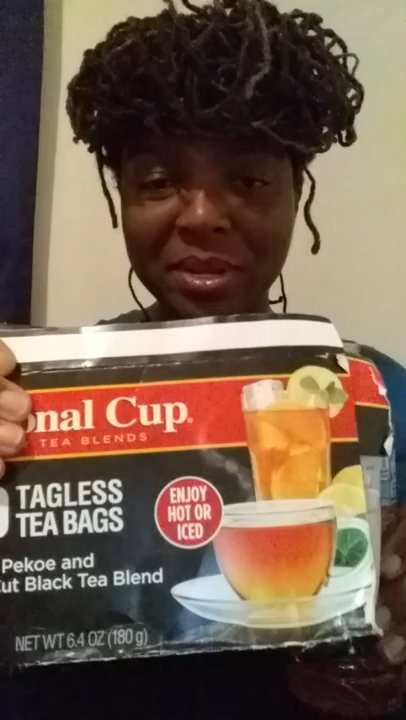 onal Cup®
TEA BLENDS
TAGLESS
TEA BAGS
ENJOY
HOT OR
ICED
Pekoe and
ut Black Tea Blend
NET WT 6.4 OZ (180 g)